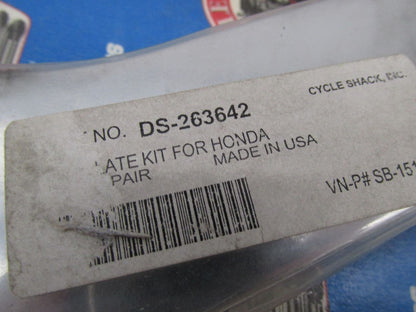 CYCLE SHACK, INC.
NO. DS-263642
LATE KIT FOR HONDA
PAIR MADE IN USA
VN-P# SB-151